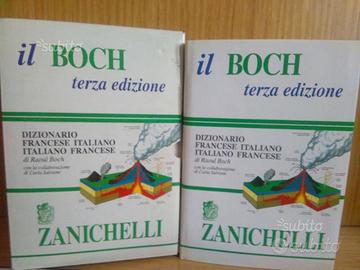 il BOCH
terza edizione
DIZIONARIO
FRANCESE ITALIANO
ITALIANO FRANCESE
di Raoul Boch
con la collaborazione
di Carla Salvioni
ZANICHELLI
il BOCH
terza edizione
DIZIONARIO
FRANCESE ITALIANO
ITALIANO FRANCESE
di Raoul Boch
con la collaborazione
di Carla Salvioni
ZANICHELLI
subito
subito